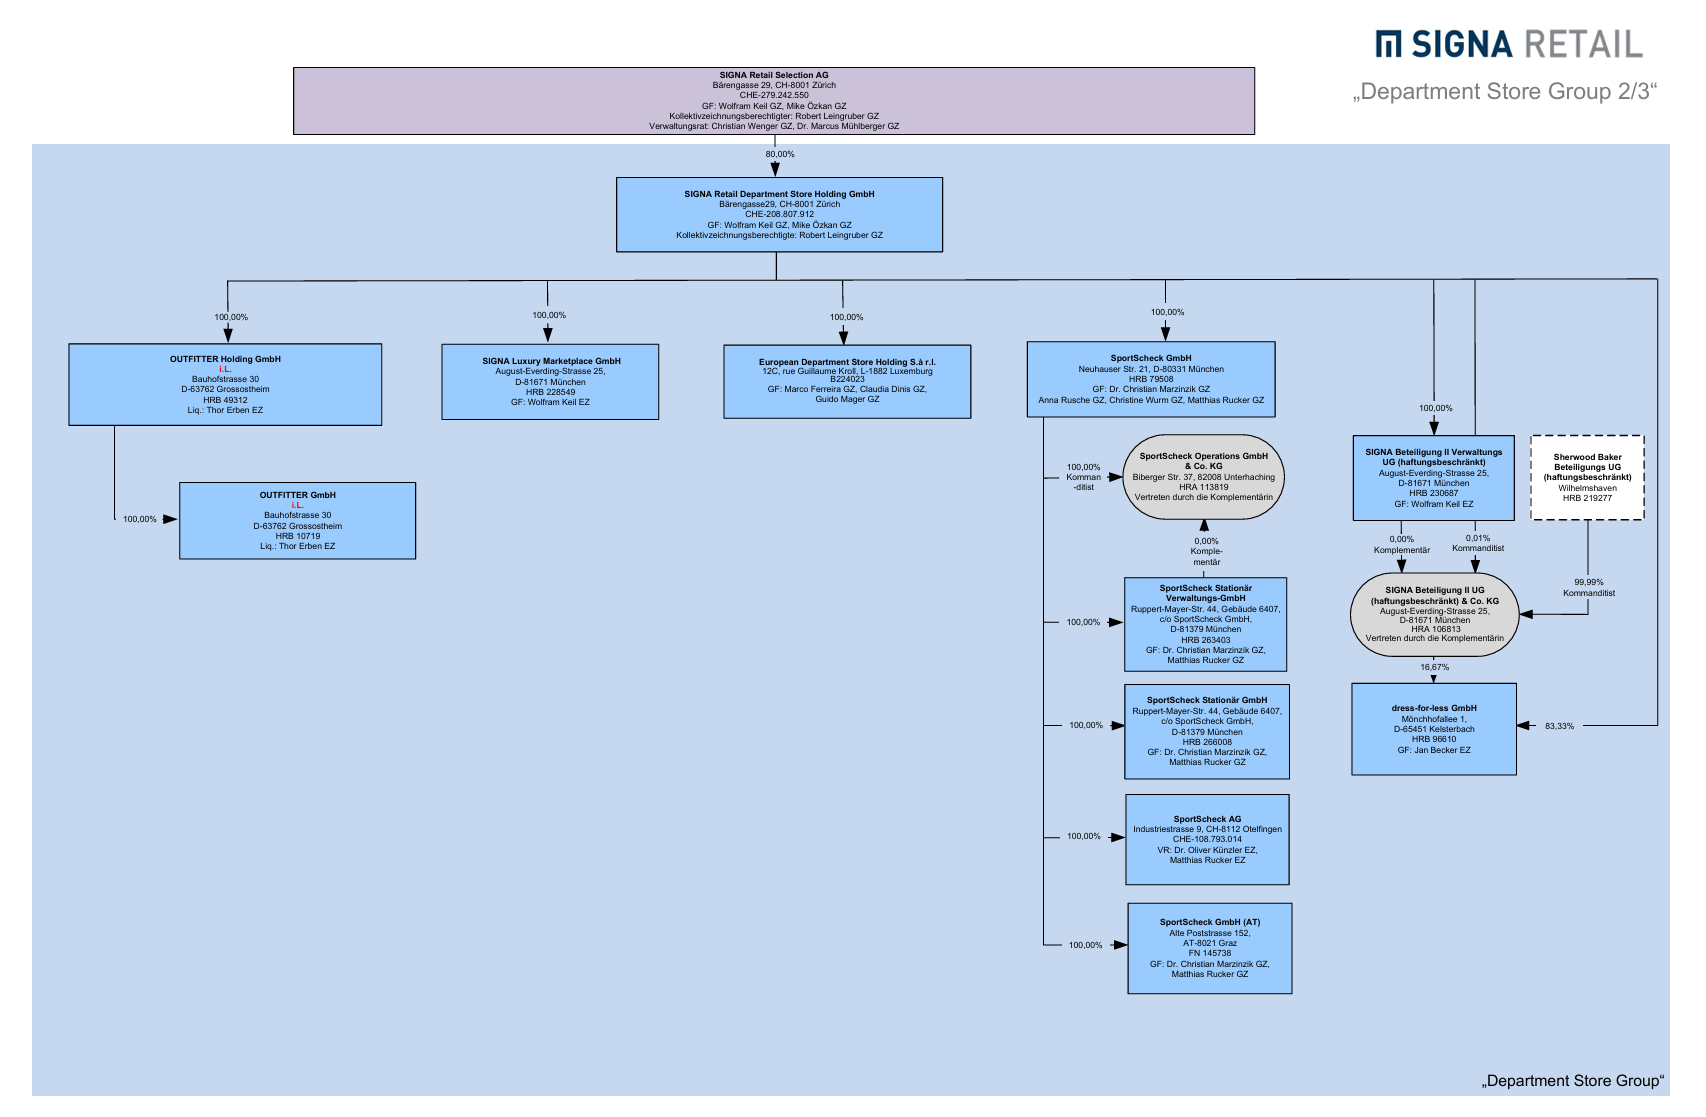 SIGNA RETAIL
„Department Store Group 2/3“
SIGNA Retail Selection AG
Bärengasse 29, CH-8001 Zürich
CHE-279.242.550
GF: Wolfram Keil GZ, Mike Özkan GZ
Kollektivzeichnungsberechtigter: Robert Leingruber GZ
Verwaltungsrat: Christian Wenger GZ, Dr. Marcus Mühlberger GZ
80,00%
SIGNA Retail Department Store Holding GmbH
Bärengasse29, CH-8001 Zürich
CHE-208.807.912
GF: Wolfram Keil GZ, Mike Özkan GZ
Kollektivzeichnungsberechtigte: Robert Leingruber GZ
100,00%
OUTFITTER Holding GmbH
i.L.
Bauhofstrasse 30
D-63762 Grossostheim
HRB 49312
Liq.: Thor Erben EZ
100,00%
OUTFITTER GmbH
i.L.
Bauhofstrasse 30
D-63762 Grossostheim
HRB 10719
Liq.: Thor Erben EZ
100,00%
SIGNA Luxury Marketplace GmbH
August-Everding-Strasse 25,
D-81671 München
HRB 228549
GF: Wolfram Keil EZ
100,00%
European Department Store Holding S.à r.l.
12C, rue Guillaume Kroll, L-1882 Luxemburg
B224023
GF: Marco Ferreira GZ, Claudia Dinis GZ,
Guido Mager GZ
100,00%
SportScheck GmbH
Neuhauser Str. 21, D-80331 München
HRB 79508
GF: Dr. Christian Marzinzik GZ
Anna Rusche GZ, Christine Wurm GZ, Matthias Rucker GZ
100,00%
Komman
-ditist
SportScheck Operations GmbH
& Co. KG
Biberger Str. 37, 82008 Unterhaching
HRA 113819
Vertreten durch die Komplementärin
0,00%
Komple-
mentär
100,00%
SportScheck Stationär
Verwaltungs-GmbH
Ruppert-Mayer-Str. 44, Gebäude 6407,
c/o SportScheck GmbH,
D-81379 München
HRB 263403
GF: Dr. Christian Marzinzik GZ,
Matthias Rucker GZ
100,00%
SportScheck Stationär GmbH
Ruppert-Mayer-Str. 44, Gebäude 6407,
c/o SportScheck GmbH,
D-81379 München
HRB 266008
GF: Dr. Christian Marzinzik GZ,
Matthias Rucker GZ
100,00%
SportScheck AG
Industriestrasse 9, CH-8112 Otelfingen
CHE-108.793.014
VR: Dr. Oliver Künzler EZ,
Matthias Rucker EZ
100,00%
SportScheck GmbH (AT)
Alte Poststrasse 152,
AT-8021 Graz
FN 145738
GF: Dr. Christian Marzinzik GZ,
Matthias Rucker GZ
100,00%
SIGNA Beteiligung II Verwaltungs
UG (haftungsbeschränkt)
August-Everding-Strasse 25,
D-81671 München
HRB 230687
GF: Wolfram Keil EZ
Sherwood Baker
Beteiligungs UG
(haftungsbeschränkt)
Wilhelmshaven
HRB 219277
0,00%
Komplementär
0,01%
Kommanditist
99,99%
Kommanditist
SIGNA Beteiligung II UG
(haftungsbeschränkt) & Co. KG
August-Everding-Strasse 25,
D-81671 München
HRA 106813
Vertreten durch die Komplementärin
16,67%
dress-for-less GmbH
Mönchhofallee 1,
D-65451 Kelsterbach
HRB 96610
GF: Jan Becker EZ
83,33%
„Department Store Group“